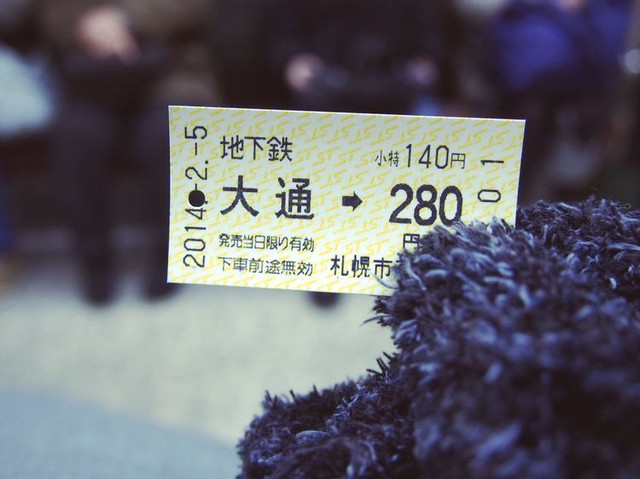 2014.-2.-5
地下鉄 小特140円
大通➡280
円
発売当日限り有効
下車前途無効 札幌市
01